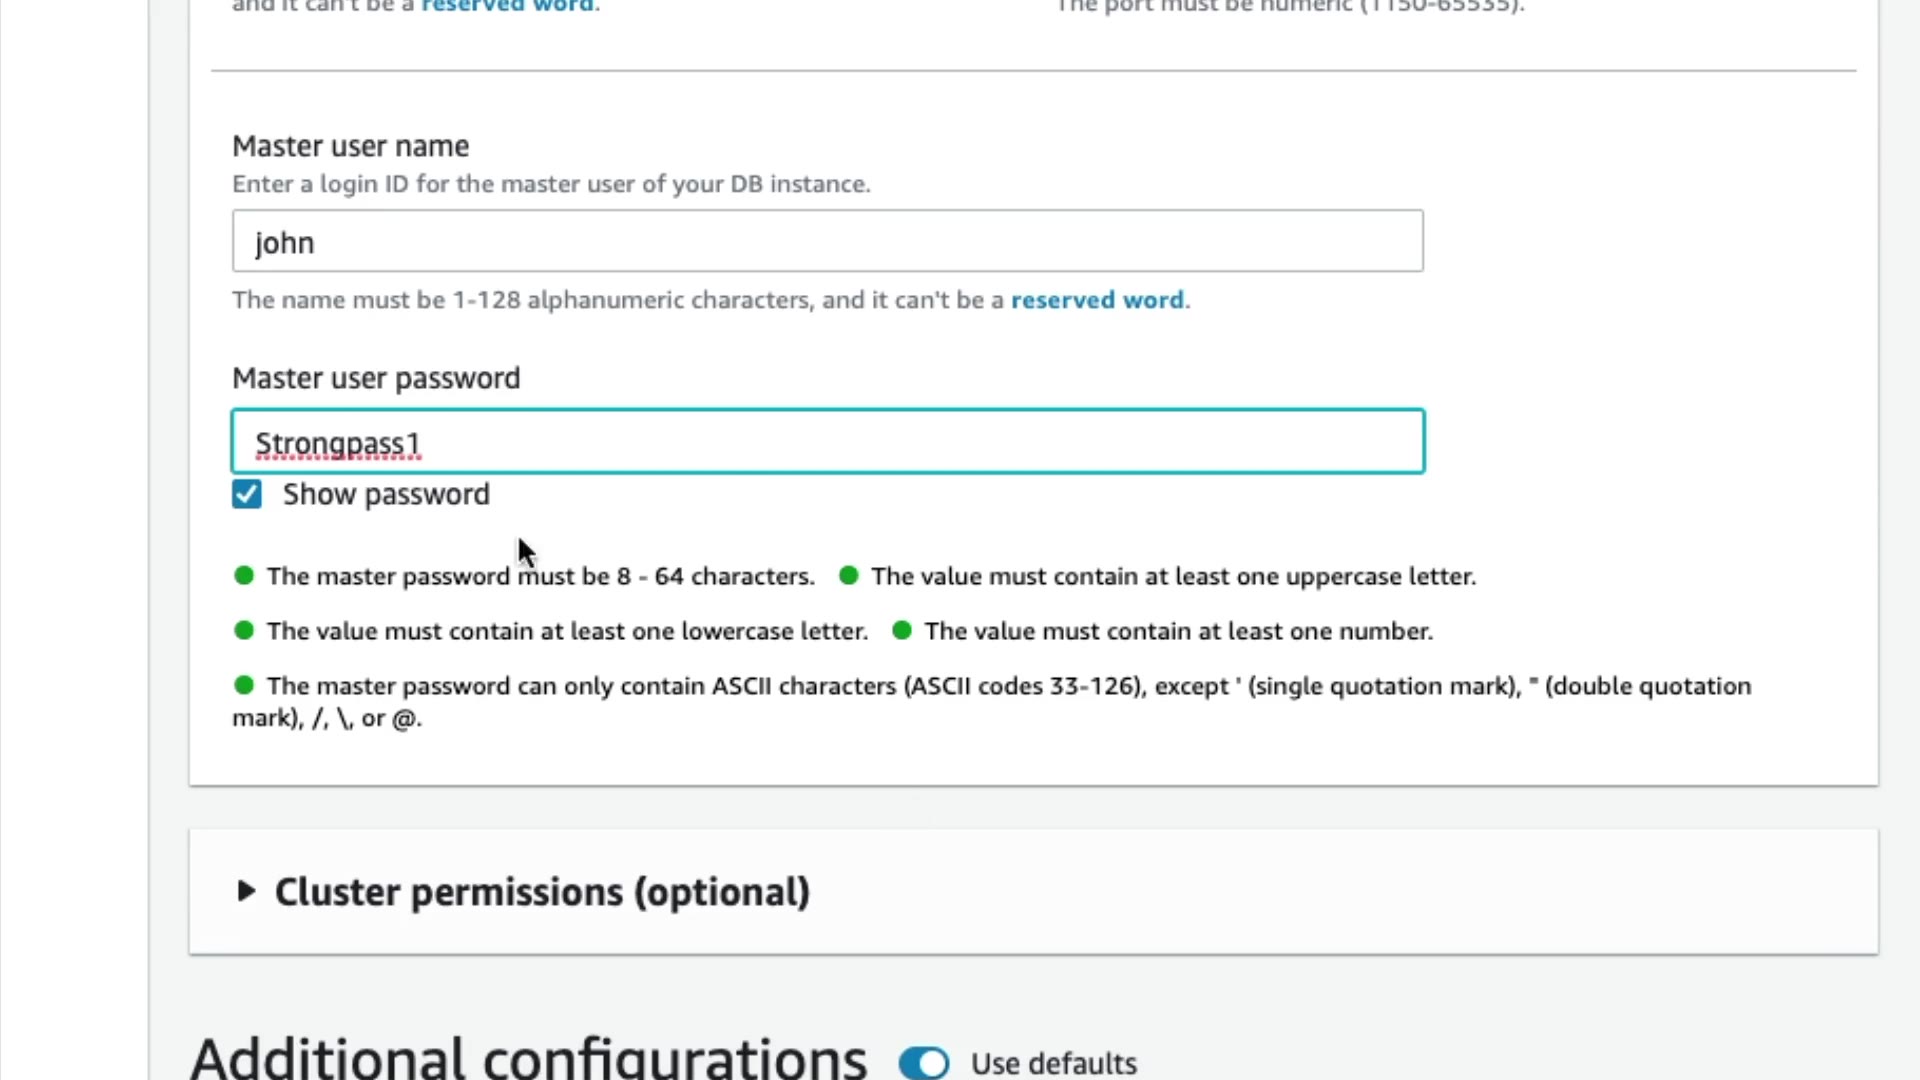 and it can't be a reserved word.
The port must be numeric (1150-65535).
Master user name
Enter a login ID for the master user of your DB instance.
john
The name must be 1-128 alphanumeric characters, and it can't be a reserved word.
Master user password
Strongpass1
Show password
The master password must be 8 - 64 characters. The value must contain at least one uppercase letter.
The value must contain at least one lowercase letter. The value must contain at least one number.
The master password can only contain ASCII characters (ASCII codes 33-126), except ' (single quotation mark), " (double quotation
mark), /, \, or @.
Cluster permissions (optional)
Additional configurations Use defaults